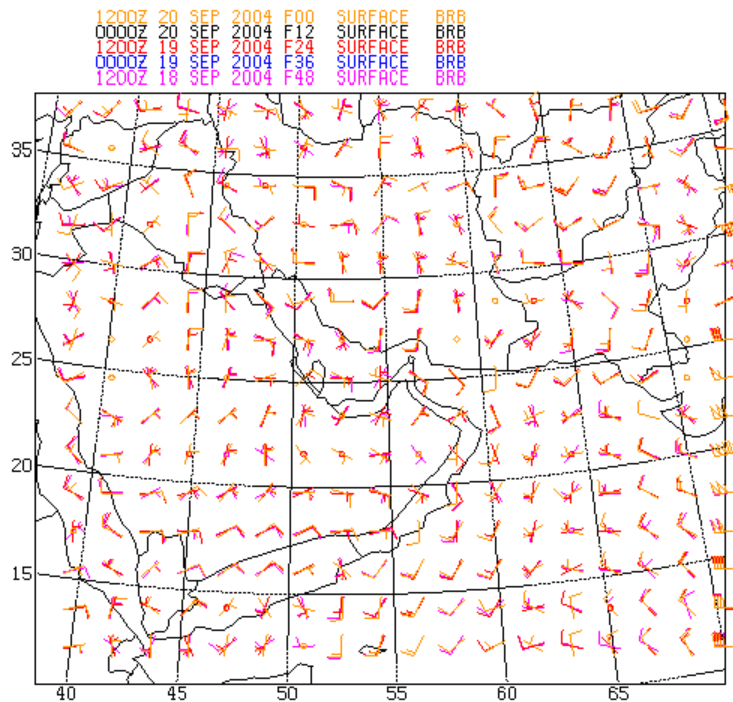 1200Z 20 SEP 2004 F00 SURFACE BRB
0000Z 20 SEP 2004 F12 SURFACE BRB
1200Z 19 SEP 2004 F24 SURFACE BRB
0000Z 19 SEP 2004 F36 SURFACE BRB
1200Z 18 SEP 2004 F48 SURFACE BRB
35
30
25
20
15
40 45 50 55 60 65